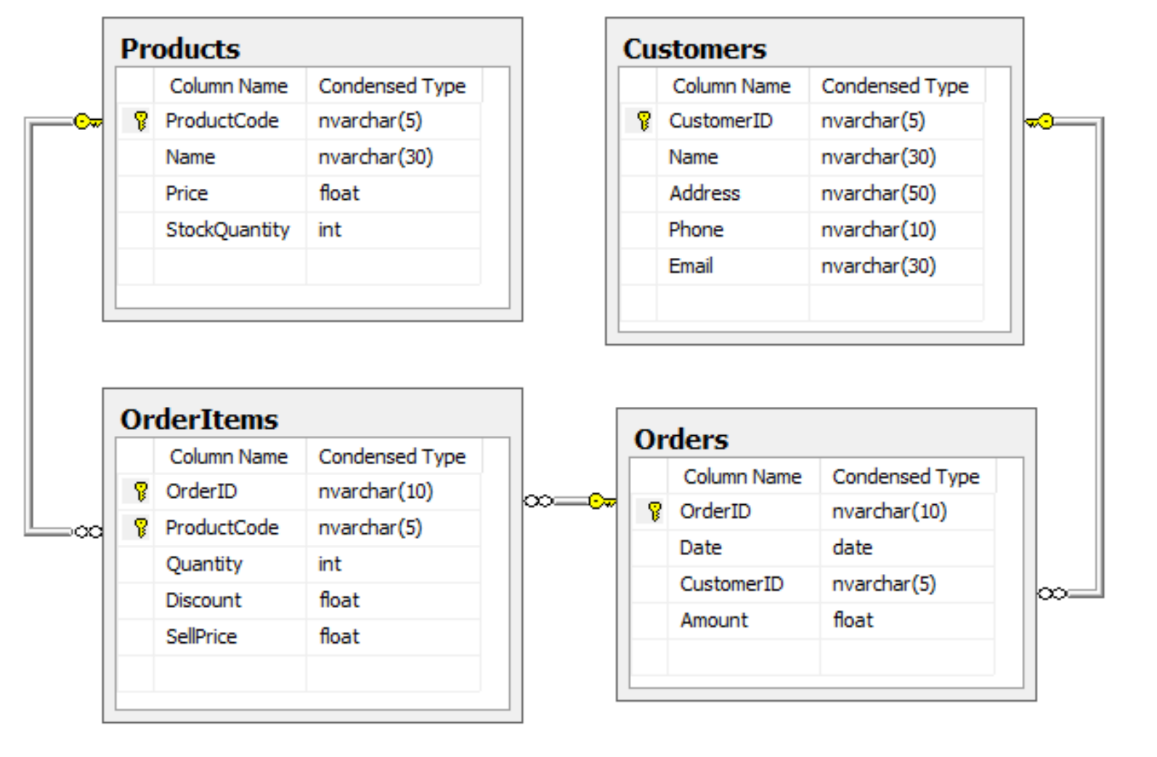 Products
Column Name Condensed Type
ProductCode nvarchar(5)
Name nvarchar(30)
Price float
StockQuantity int
Customers
Column Name Condensed Type
CustomerID nvarchar(5)
Name nvarchar(30)
Address nvarchar(50)
Phone nvarchar(10)
Email nvarchar(30)
OrderItems
Column Name Condensed Type
OrderID nvarchar(10)
ProductCode nvarchar(5)
Quantity int
Discount float
SellPrice float
Orders
Column Name Condensed Type
OrderID nvarchar(10)
Date date
CustomerID nvarchar(5)
Amount float